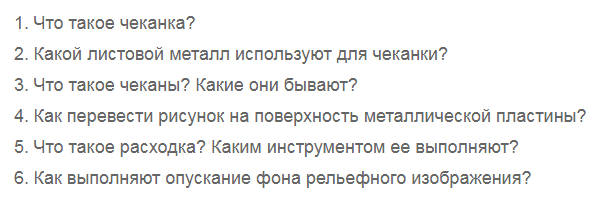 1. Что такое чеканка?
2. Какой листовой металл используют для чеканки?
3. Что такое чеканы? Какие они бывают?
4. Как перевести рисунок на поверхность металлической пластины?
5. Что такое расходка? Каким инструментом ее выполняют?
6. Как выполняют опускание фона рельефного изображения?